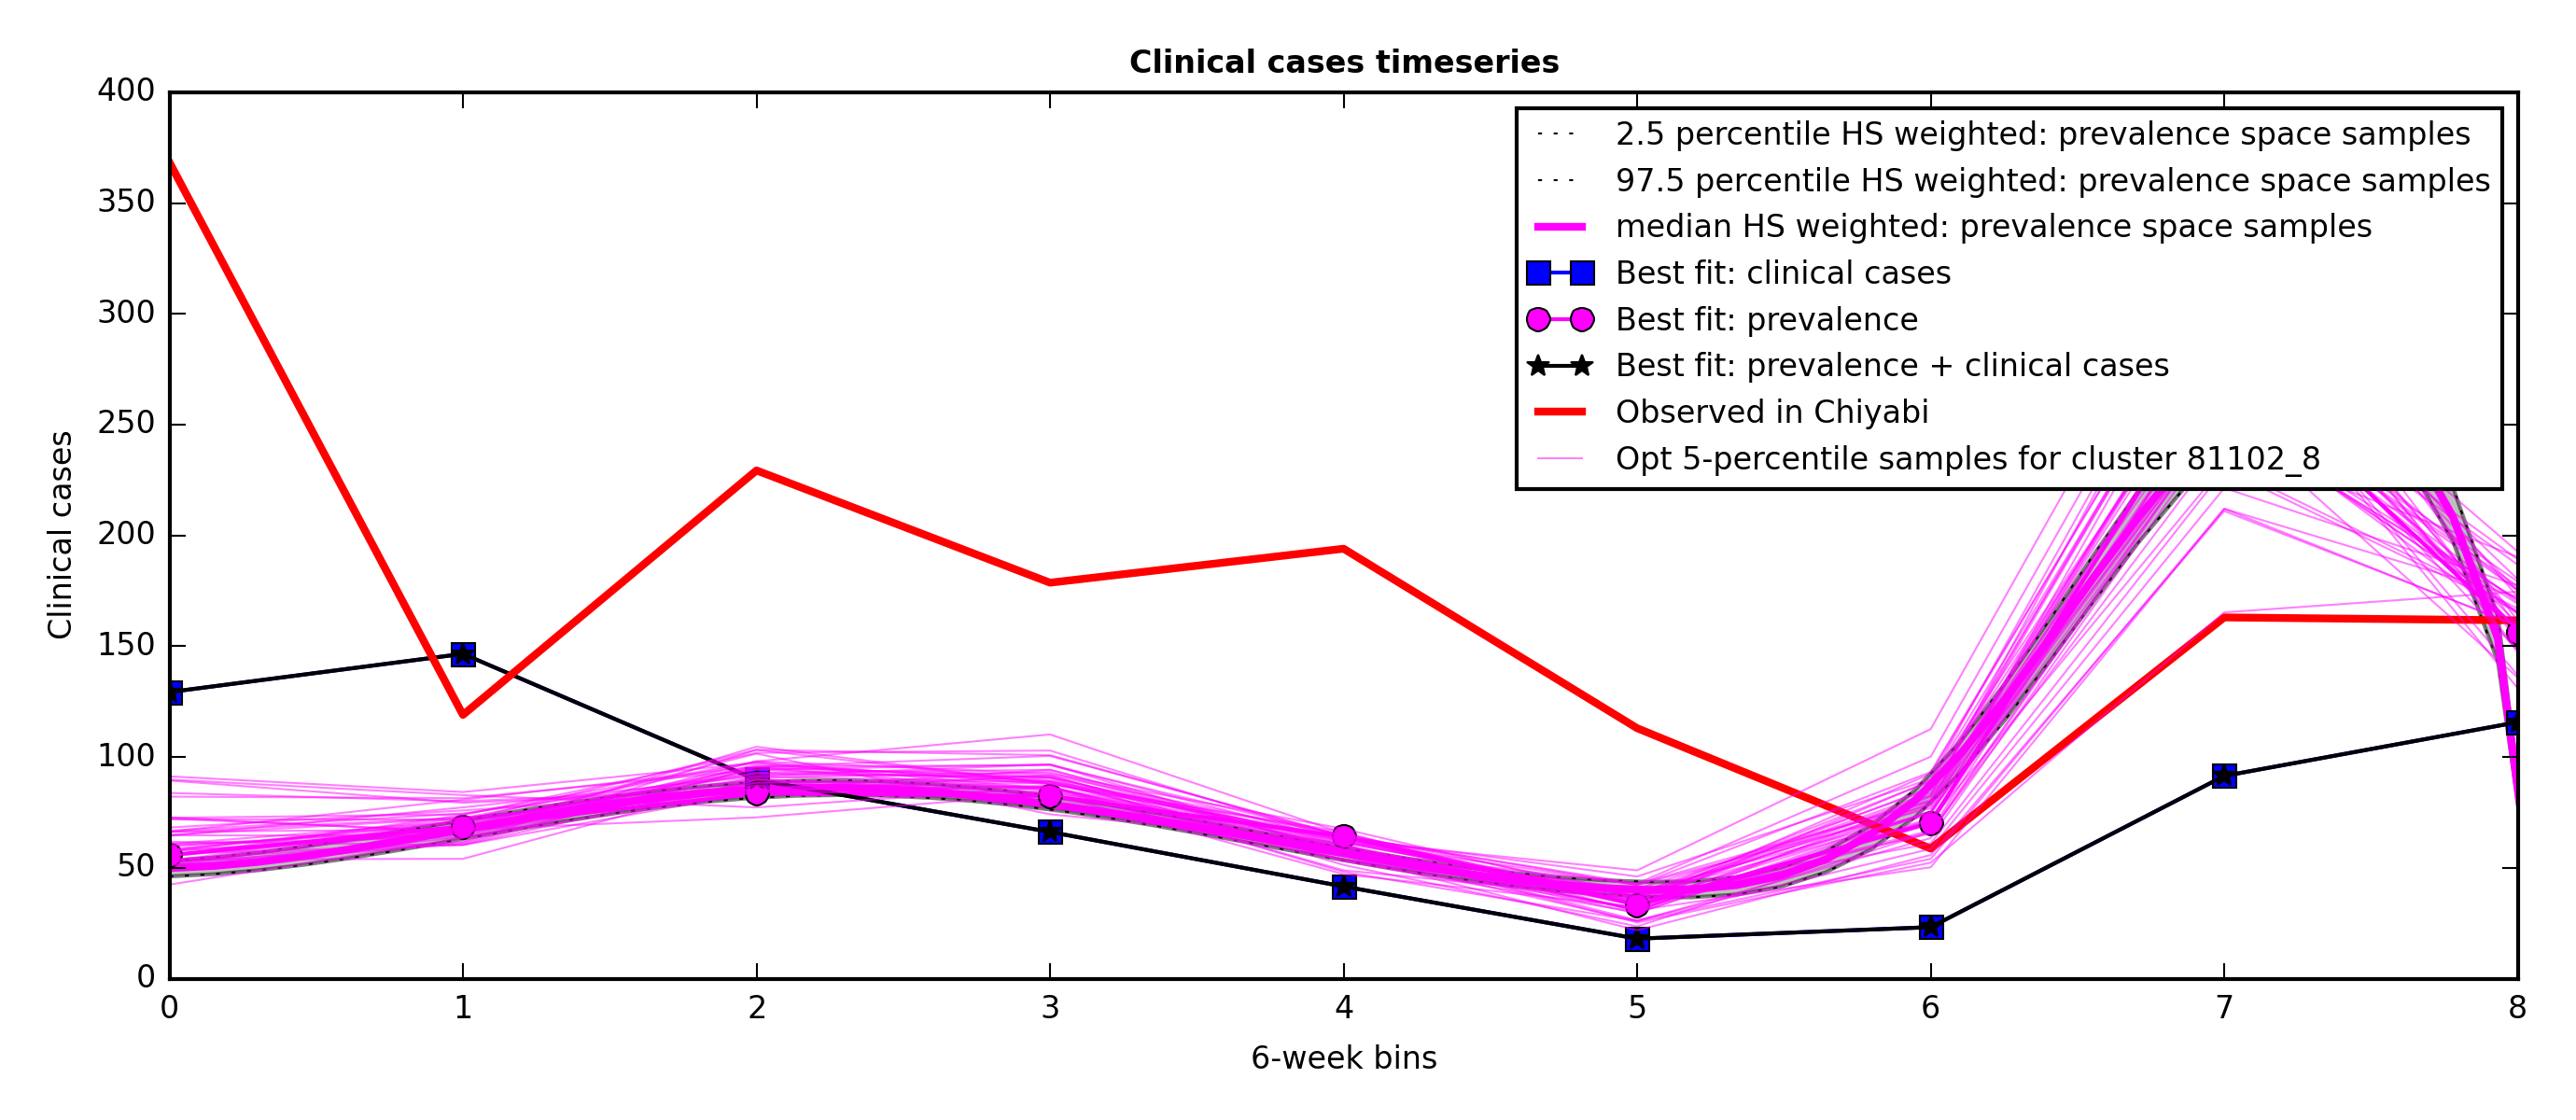 Clinical cases timeseries
400
350
300
250
200
150
100
50
0
Clinical cases
2.5 percentile HS weighted: prevalence space samples
97.5 percentile HS weighted: prevalence space samples
median HS weighted: prevalence space samples
Best fit: clinical cases
Best fit: prevalence
Best fit: prevalence + clinical cases
Observed in Chiyabi
Opt 5-percentile samples for cluster 81102_8
0 1 2 3 4 5 6 7 8
6-week bins